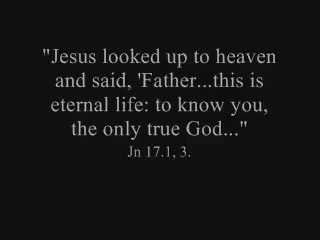 "Jesus looked up to heaven
and said, 'Father...this is
eternal life: to know you,
the only true God..."
Jn 17.1, 3.